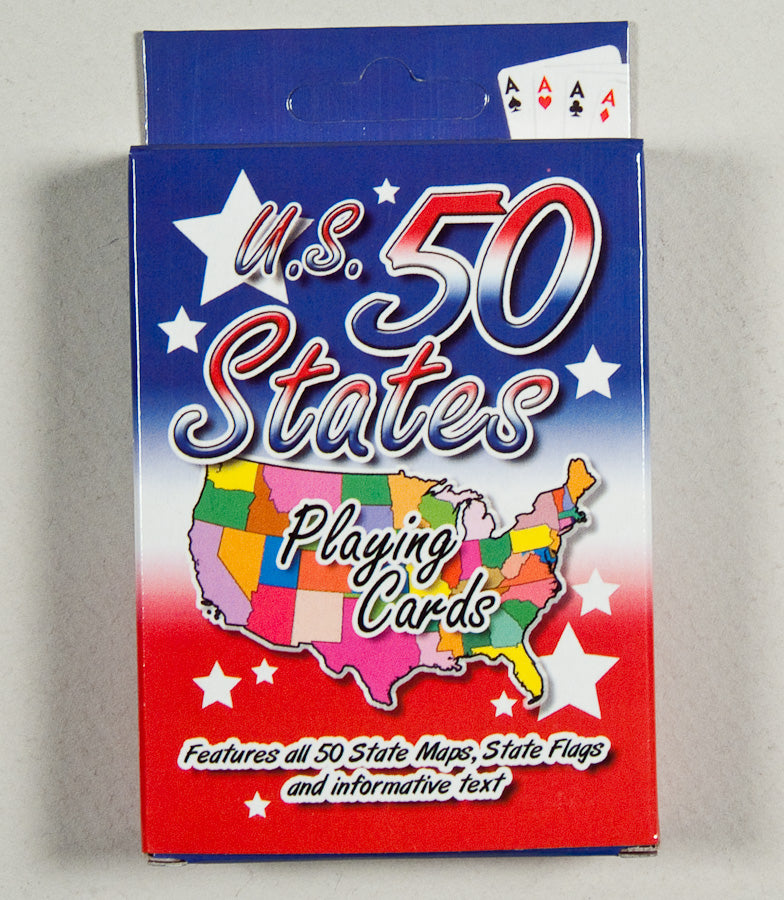 A A A A
U.S. 50
States
Playing
Cards
Features all 50 State Maps, State Flags
and informative text